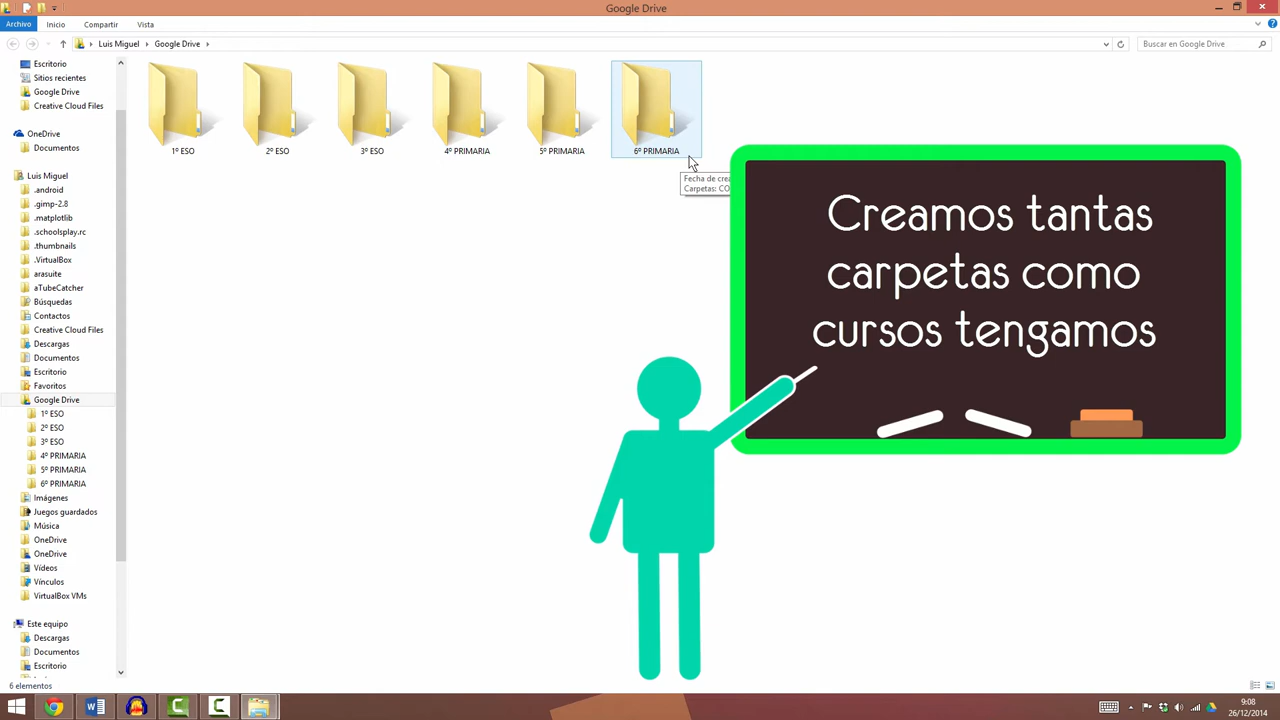 Google Drive
Archivo
Inicio
Compartir
Vista
Luis Miguel
Google Drive
Buscar en Google Drive
Escritorio
Sitios recientes
Google Drive
Creative Cloud Files
OneDrive
Documentos
Luis Miguel
.android
.gimp-2.8
.matplotlib
.schoolsplay.rc
.thumbnails
.VirtualBox
arasuite
aTubeCatcher
Búsquedas
Contactos
Creative Cloud Files
Descargas
Documentos
Escritorio
Favoritos
Google Drive
1º ESO
2º ESO
3º ESO
4º PRIMARIA
5º PRIMARIA
6º PRIMARIA
Imágenes
Juegos guardados
Música
OneDrive
OneDrive
Vídeos
Vínculos
VirtualBox VMs
Este equipo
Descargas
Documentos
Escritorio
1º ESO
2º ESO
3º ESO
4º PRIMARIA
5º PRIMARIA
6º PRIMARIA
Fecha de crea
Carpetas: CO
Creamos tantas
carpetas como
cursos tengamos
6 elementos
9:08
26/12/2014